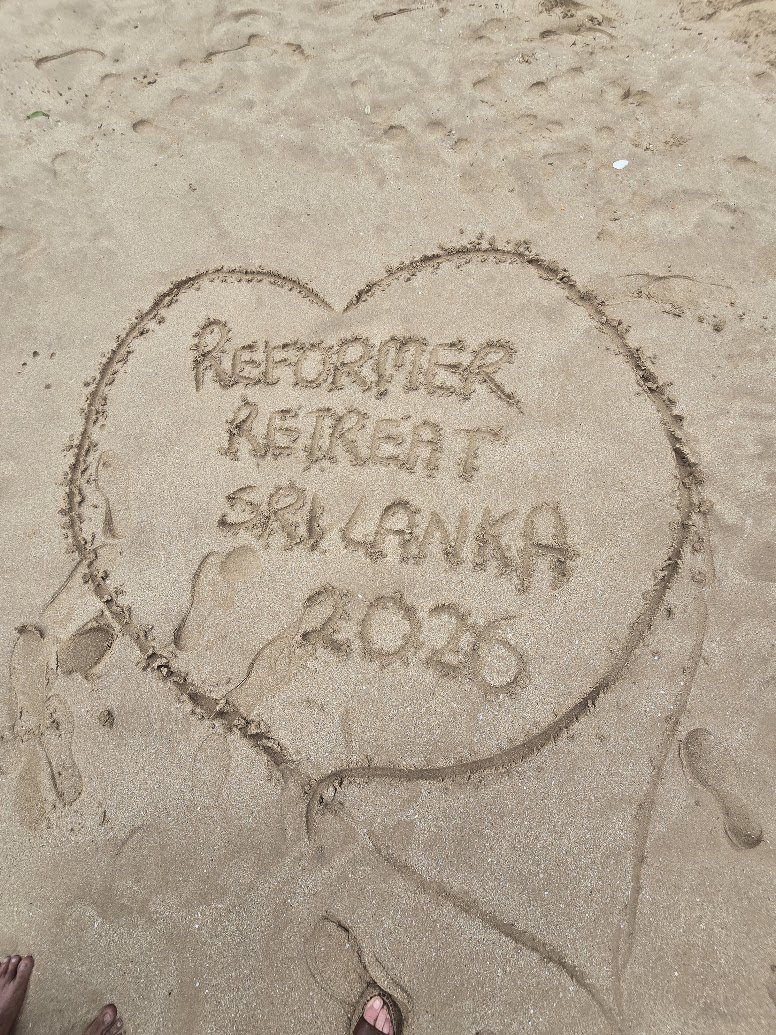 REFORMER
RETREAT
SRI LANKA
2026